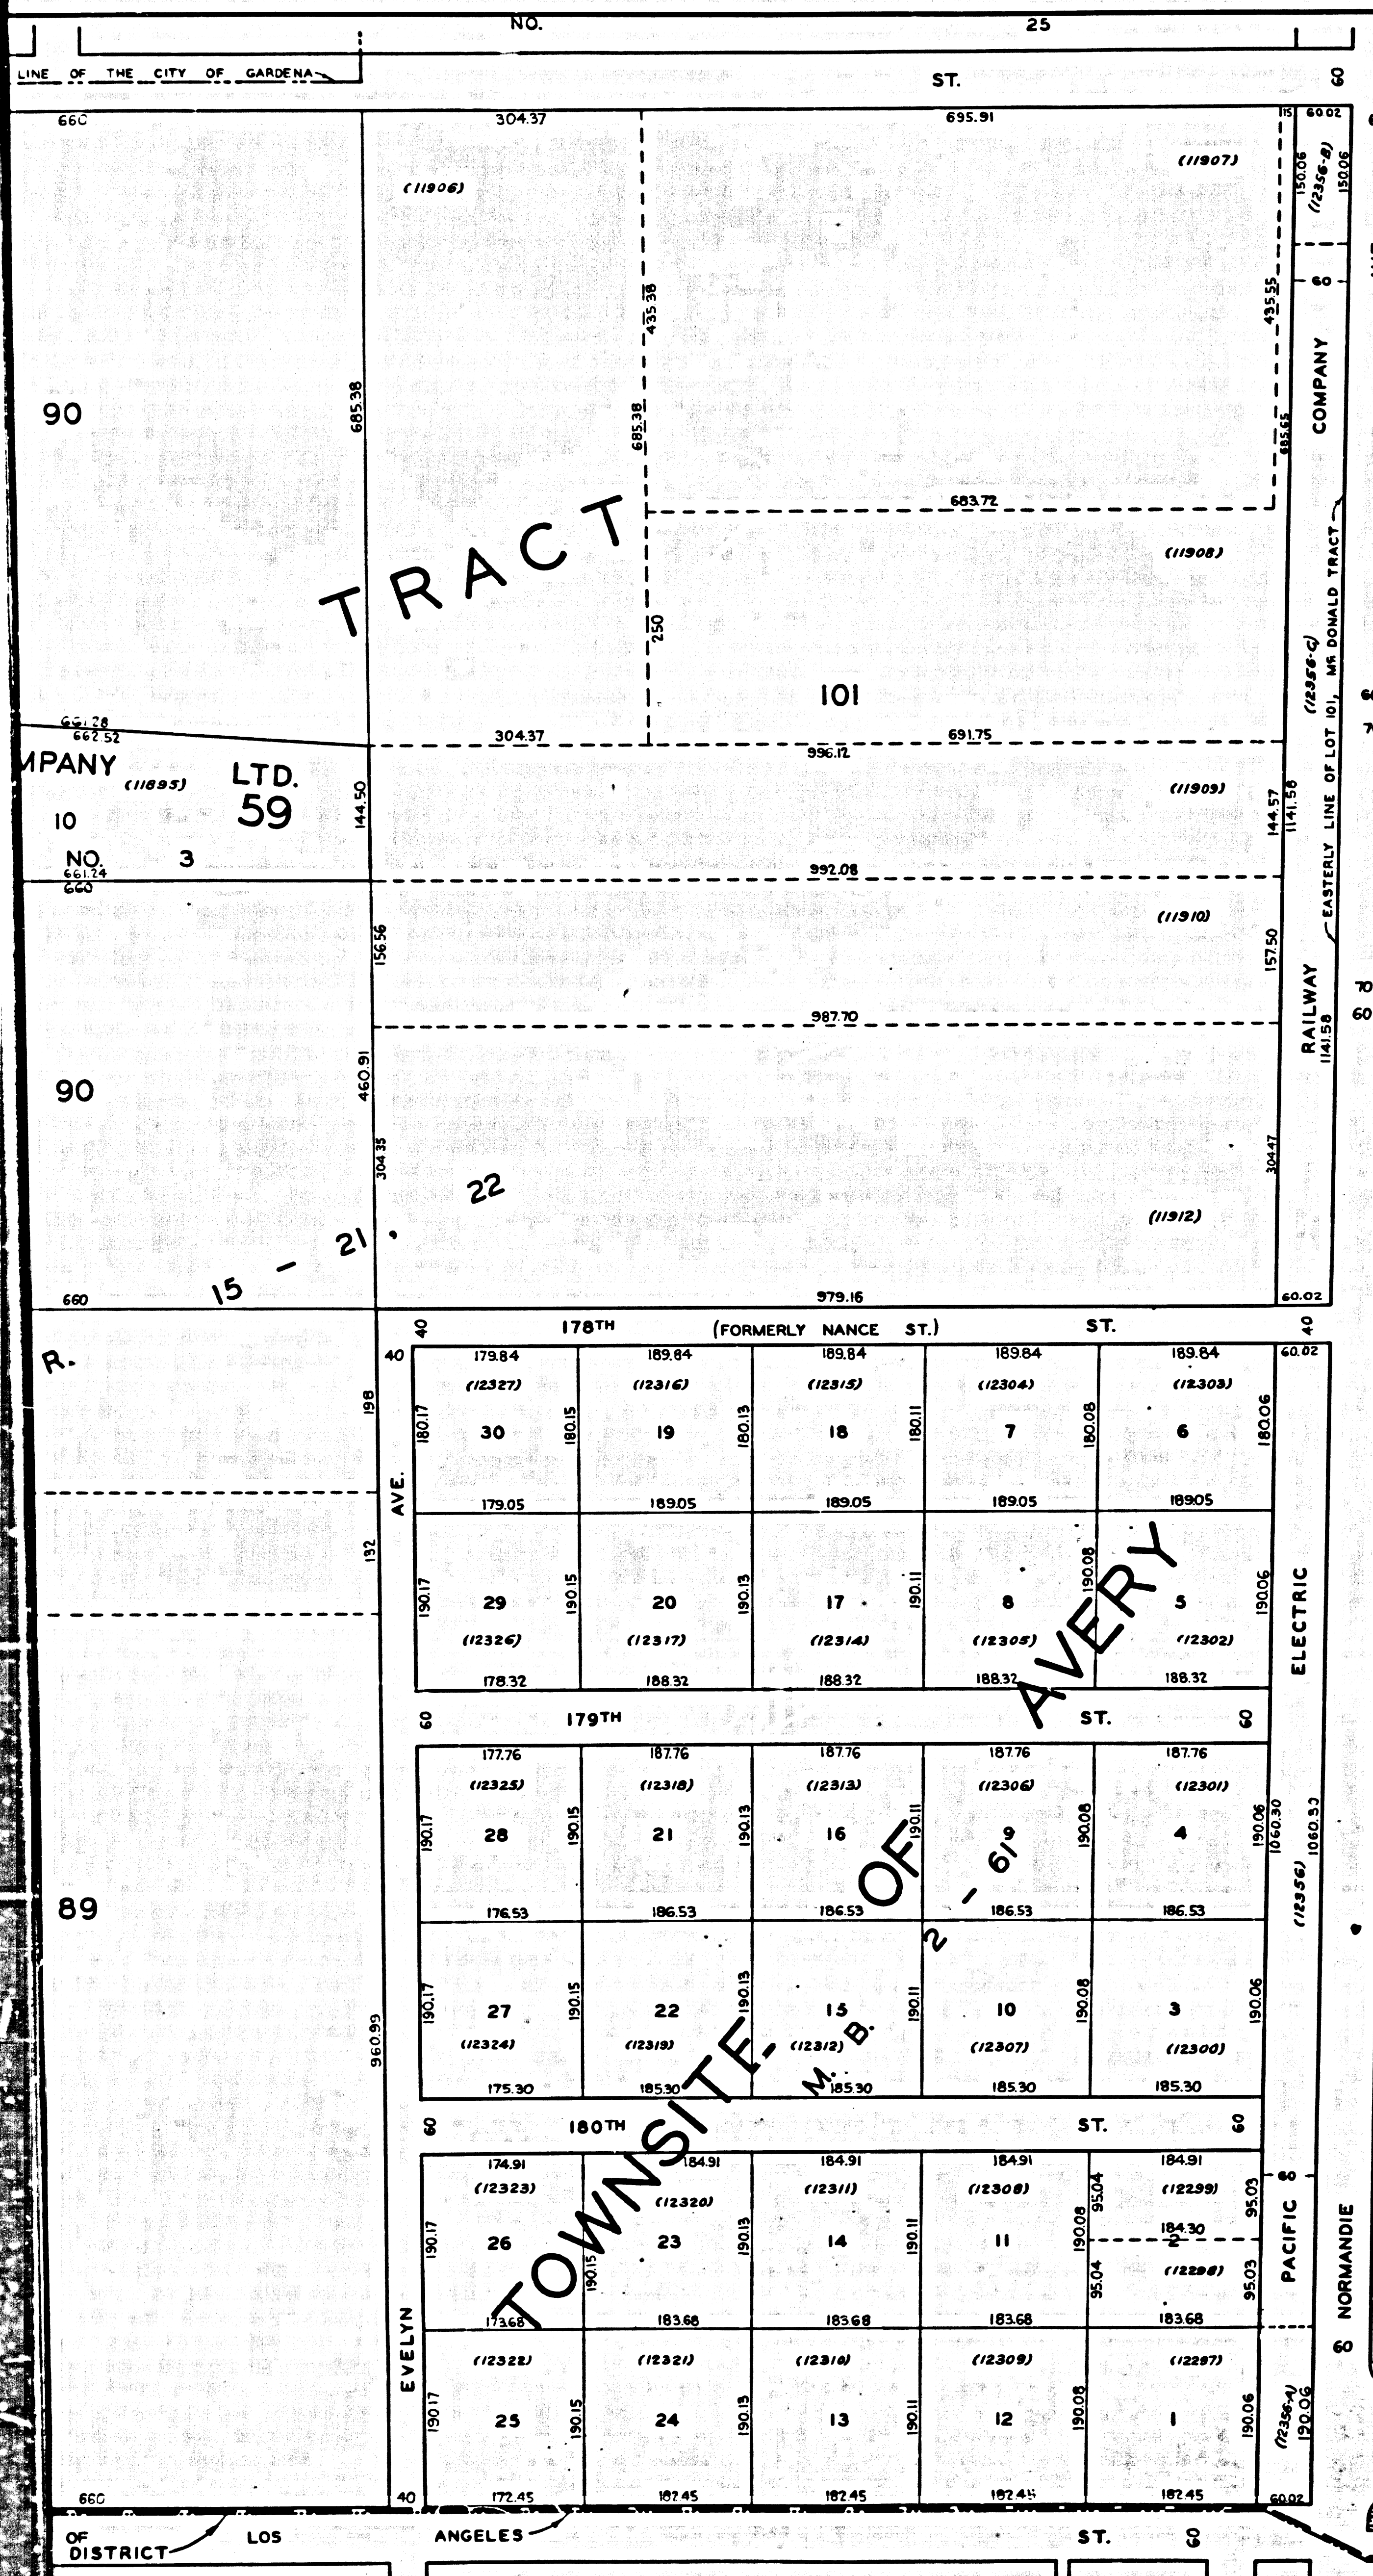 NO. 25
LINE OF THE CITY OF GARDENA
ST. 60
660 304.37 695.91 15 60.02
(11906) (11907) 150.06 (12356-B) 150.06
60
435.38 435.55
90 685.38 685.38 685.65 COMPANY
683.72
TRACT (11908)
250
101 (12356-C) EASTERLY LINE OF LOT 101, MC DONALD TRACT
661.28
662.52 304.37 691.75
996.12
MPANY (11895) LTD. (11909)
10 59 144.50 144.57 1141.58
NO. 3
661.24 992.08
660
(11910)
156.56 157.50
987.70 RAILWAY 1141.58 70
60
90 460.91
304.35 304.47
15 - 21. 22 (11912)
660 979.16 60.02
40 178TH (FORMERLY NANCE ST.) ST. 40
R. 40 179.84 189.84 189.84 189.84 189.84 60.02
(12327) (12316) (12315) (12304) (12303)
198 180.17 30 180.15 19 180.13 18 180.11 7 180.08 6 180.06
AVE. 179.05 189.05 189.05 189.05 189.05
132 190.17 29 190.15 20 190.13 17 190.11 8 190.08 5 190.06 ELECTRIC
(12326) (12317) (12314) (12305) (12302)
178.32 188.32 188.32 188.32 188.32
60 179TH ST. 60
177.76 187.76 187.76 187.76 187.76
(12325) (12318) (12313) (12306) (12301)
190.17 28 190.15 21 190.13 16 190.11 9 190.08 4 190.06 1060.30 1060.30
89 176.53 186.53 186.53 186.53 186.53 (12356)
190.17 27 190.15 22 190.13 15 190.11 10 190.08 3 190.06
960.99 (12324) (12319) (12312) (12307) (12300)
175.30 185.30 185.30 185.30 185.30
TOWNSITE OF AVERY
M. B. 2 - 61
60 180TH ST. 60
174.91 184.91 184.91 184.91 184.91 60
(12323) (12320) (12311) (12308) 95.04 (12299) 95.03
190.17 26 190.15 23 190.13 14 190.11 11 190.08 184.30 2 PACIFIC NORMANDIE
95.04 (12298) 95.03
173.68 183.68 183.68 183.68 183.68
EVELYN (12322) (12321) (12310) (12309) (12297) 60
190.17 25 190.15 24 190.13 13 190.11 12 190.08 1 190.06 (12356-A) 190.06
660 40 172.45 182.45 182.45 182.45 182.45 60.02
OF DISTRICT LOS ANGELES ST. 60